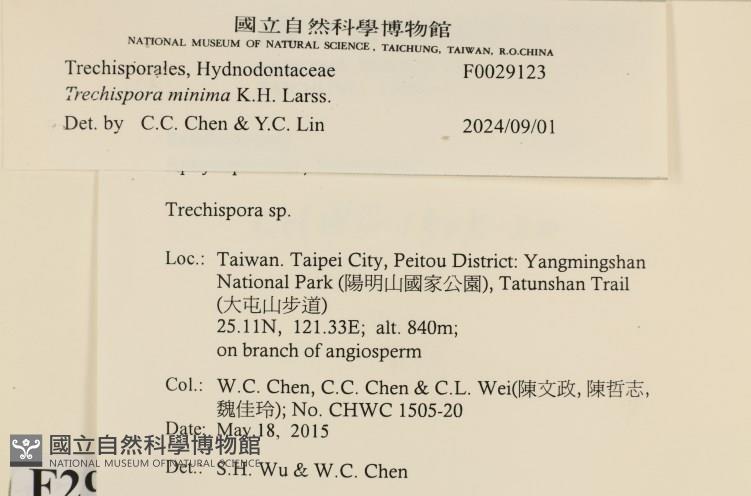 國立自然科學博物館
NATIONAL MUSEUM OF NATURAL SCIENCE, TAICHUNG, TAIWAN, R.O.CHINA
Trechisporales, Hydnodontaceae F0029123
Trechispora minima K.H. Larss.
Det. by C.C. Chen & Y.C. Lin 2024/09/01
Trechispora sp.
Loc.: Taiwan. Taipei City, Peitou District: Yangmingshan
National Park (陽明山國家公園), Tatunshan Trail
(大屯山步道)
25.11N, 121.33E; alt. 840m;
on branch of angiosperm
Col.: W.C. Chen, C.C. Chen & C.L. Wei(陳文政, 陳哲志,
魏佳玲); No. CHWC 1505-20
Date: May 18, 2015
Det.: S.H. Wu & W.C. Chen
國立自然科學博物館
NATIONAL MUSEUM OF NATURAL SCIENCE